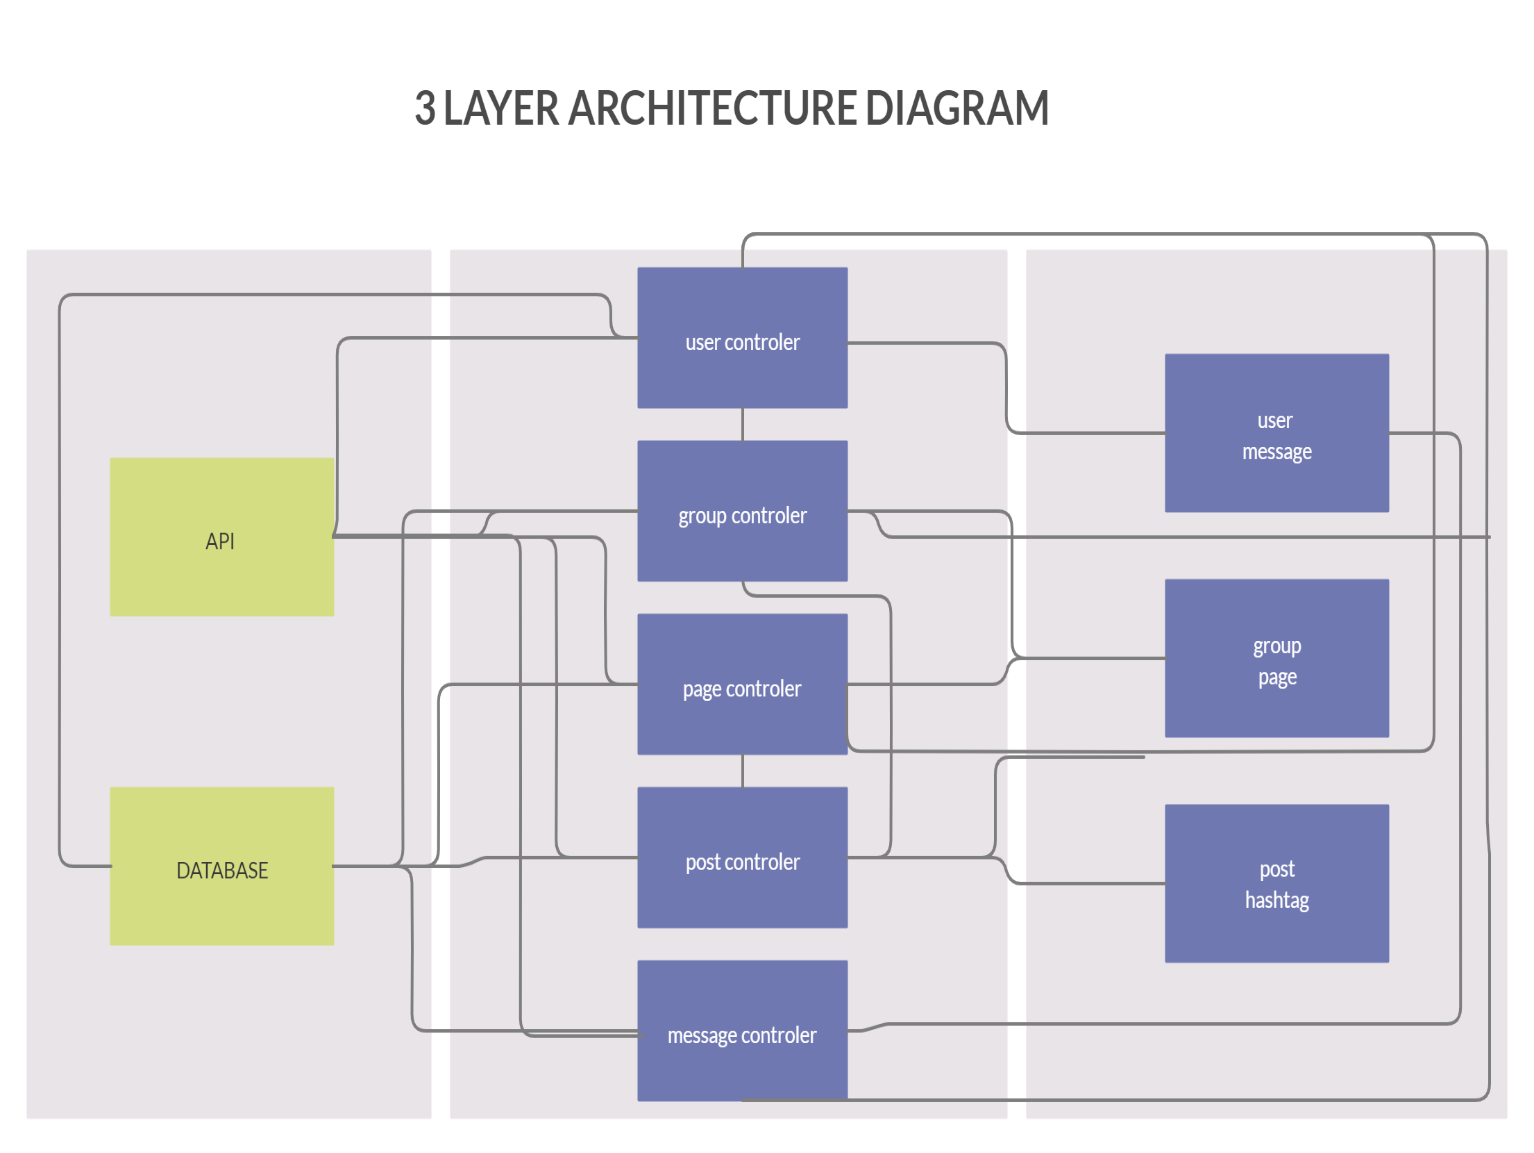 3 LAYER ARCHITECTURE DIAGRAM
API
DATABASE
user controler
group controler
page controler
post controler
message controler
user
message
group
page
post
hashtag